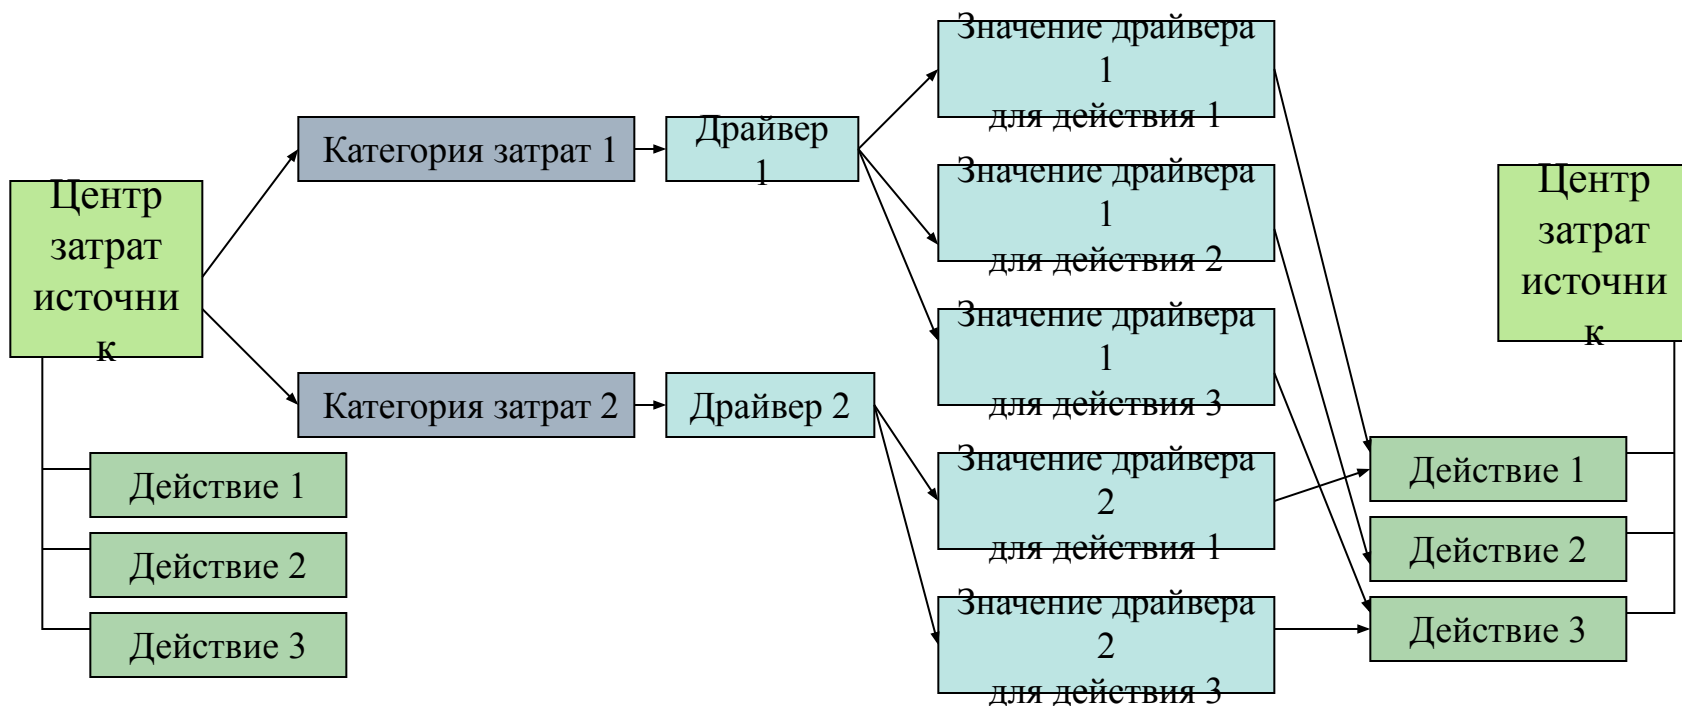 Центр
затрат
источни
к
Действие 1
Действие 2
Действие 3
Категория затрат 1
Категория затрат 2
Драйвер
1
Драйвер 2
Значение драйвера
1
для действия 1
Значение драйвера
1
для действия 2
Значение драйвера
1
для действия 3
Значение драйвера
2
для действия 1
Значение драйвера
2
для действия 3
Центр
затрат
источни
к
Действие 1
Действие 2
Действие 3